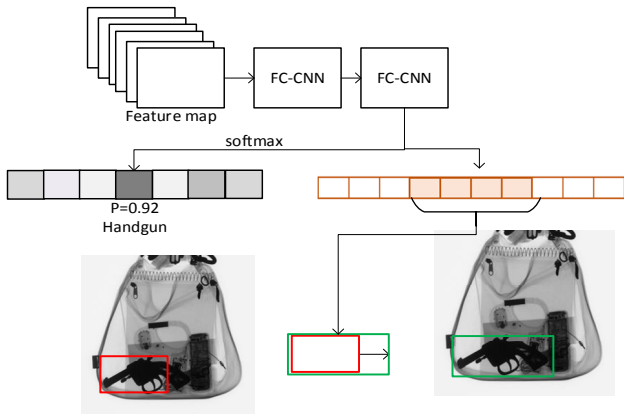 FC-CNN
FC-CNN
Feature map
softmax
P=0.92
Handgun